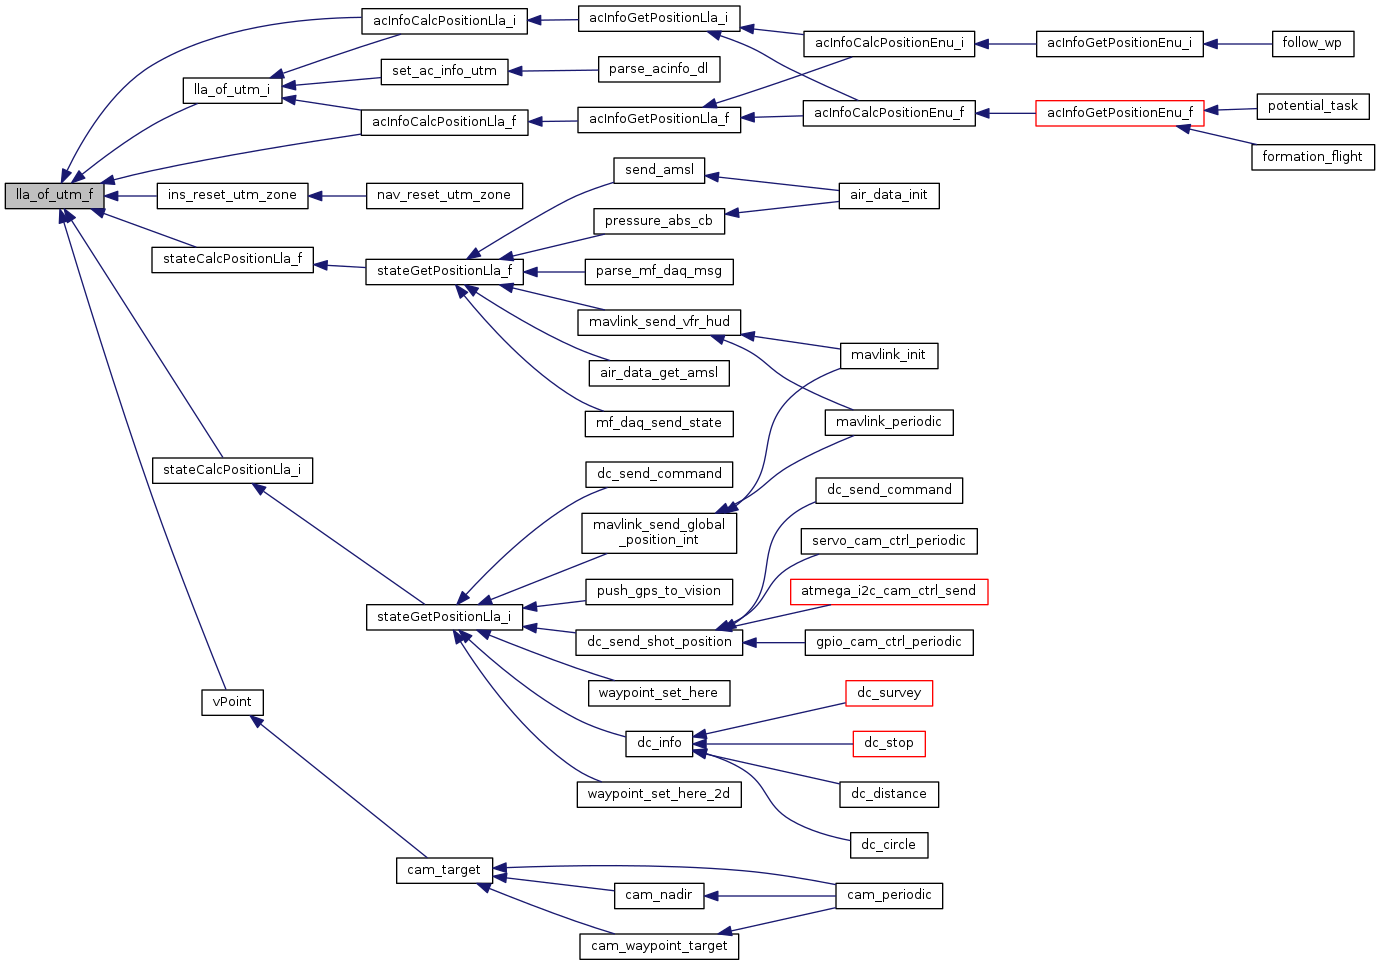 acInfoCalcPositionLla_i
acInfoGetPositionLla_i
acInfoCalcPositionEnu_i
acInfoGetPositionEnu_i
follow_wp
lla_of_utm_i
set_ac_info_utm
parse_acinfo_dl
acInfoCalcPositionLla_f
acInfoGetPositionLla_f
acInfoCalcPositionEnu_f
acInfoGetPositionEnu_f
potential_task
formation_flight
lla_of_utm_f
ins_reset_utm_zone
nav_reset_utm_zone
send_amsl
air_data_init
pressure_abs_cb
stateCalcPositionLla_f
stateGetPositionLla_f
parse_mf_daq_msg
mavlink_send_vfr_hud
mavlink_init
air_data_get_amsl
mavlink_periodic
mf_daq_send_state
stateCalcPositionLla_i
dc_send_command
dc_send_command
mavlink_send_global
_position_int
servo_cam_ctrl_periodic
push_gps_to_vision
atmega_i2c_cam_ctrl_send
stateGetPositionLla_i
dc_send_shot_position
gpio_cam_ctrl_periodic
waypoint_set_here
dc_survey
vPoint
dc_info
dc_stop
waypoint_set_here_2d
dc_distance
dc_circle
cam_target
cam_nadir
cam_periodic
cam_waypoint_target